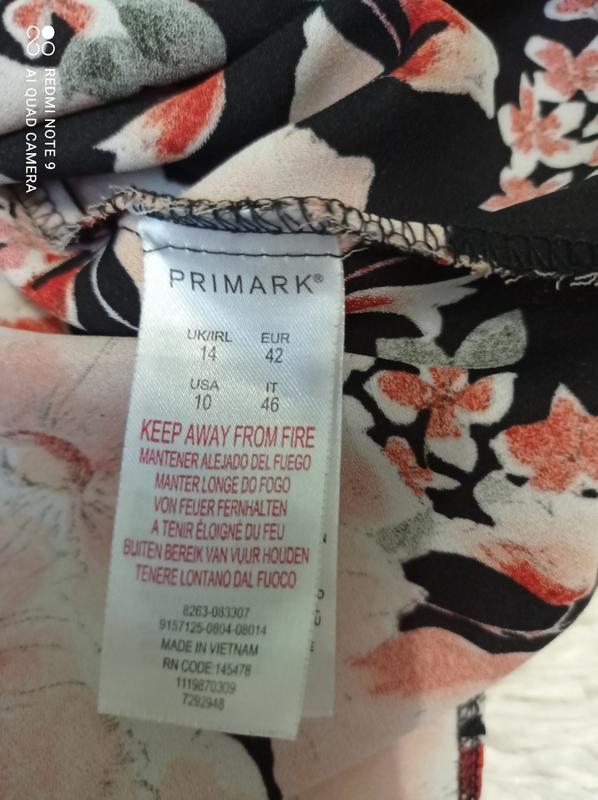 REDMI NOTE 9
AI QUAD CAMERA
PRIMARK®
UK/IRL EUR
14 42
USA IT
10 46
KEEP AWAY FROM FIRE
MANTENER ALEJADO DEL FUEGO
MANTER LONGE DO FOGO
VON FEUER FERNHALTEN
A TENIR ÉLOIGNÉ DU FEU
BUITEN BEREIK VAN VUUR HOUDEN
TENERE LONTANO DAL FUOCO
8263-083307
9157125-0804-08014
MADE IN VIETNAM
RN CODE:145478
1119870309
7292948